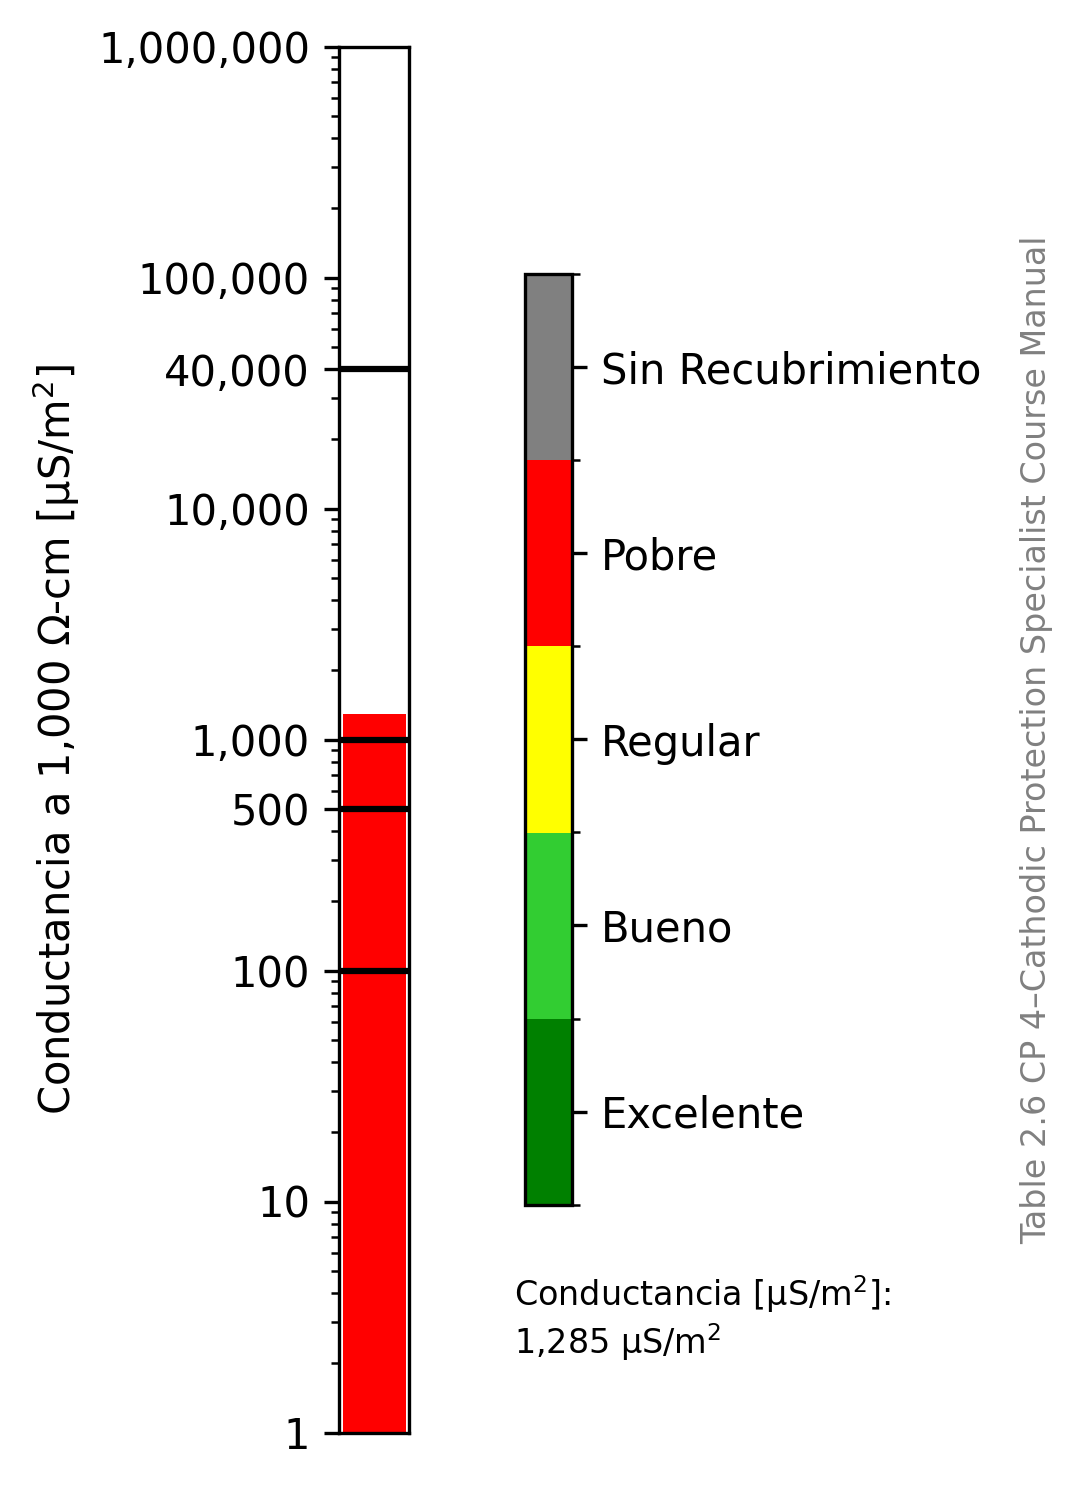 Conductancia a 1,000 Ω-cm [µS/m²]
1,000,000
100,000
40,000
10,000
1,000
500
100
10
1
Sin Recubrimiento
Pobre
Regular
Bueno
Excelente
Conductancia [µS/m²]:
1,285 µS/m²
Table 2.6 CP 4–Cathodic Protection Specialist Course Manual